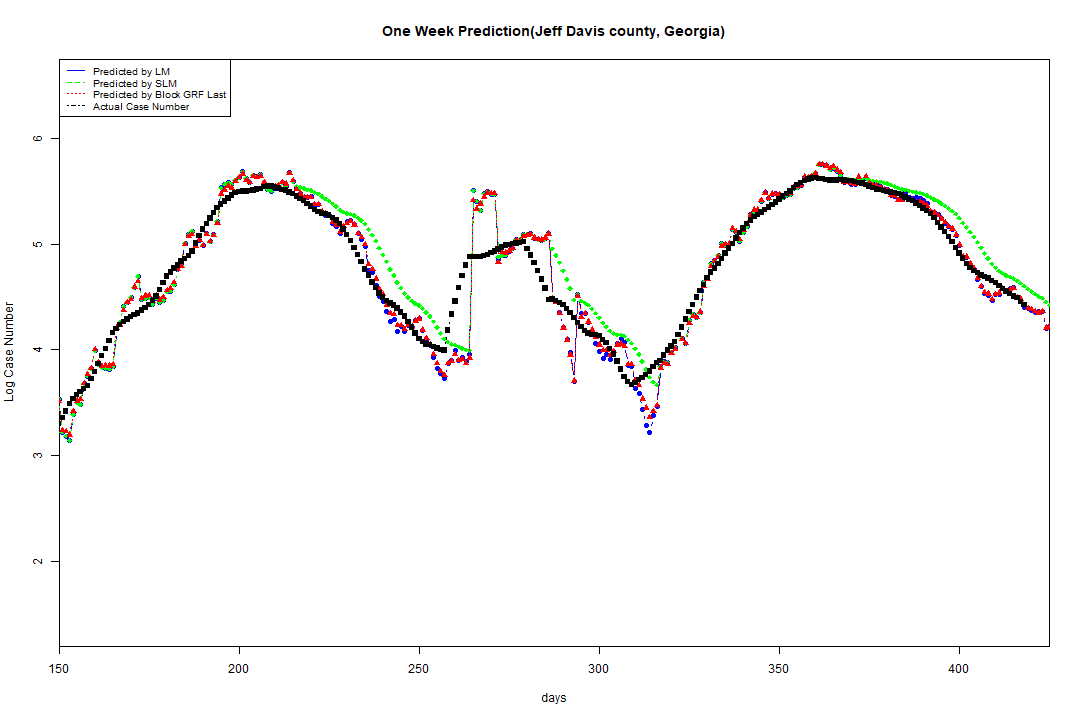 One Week Prediction(Jeff Davis county, Georgia)
Predicted by LM
Predicted by SLM
Predicted by Block GRF Last
Actual Case Number
6
5
4
3
2
Log Case Number
150 200 250 300 350 400
days